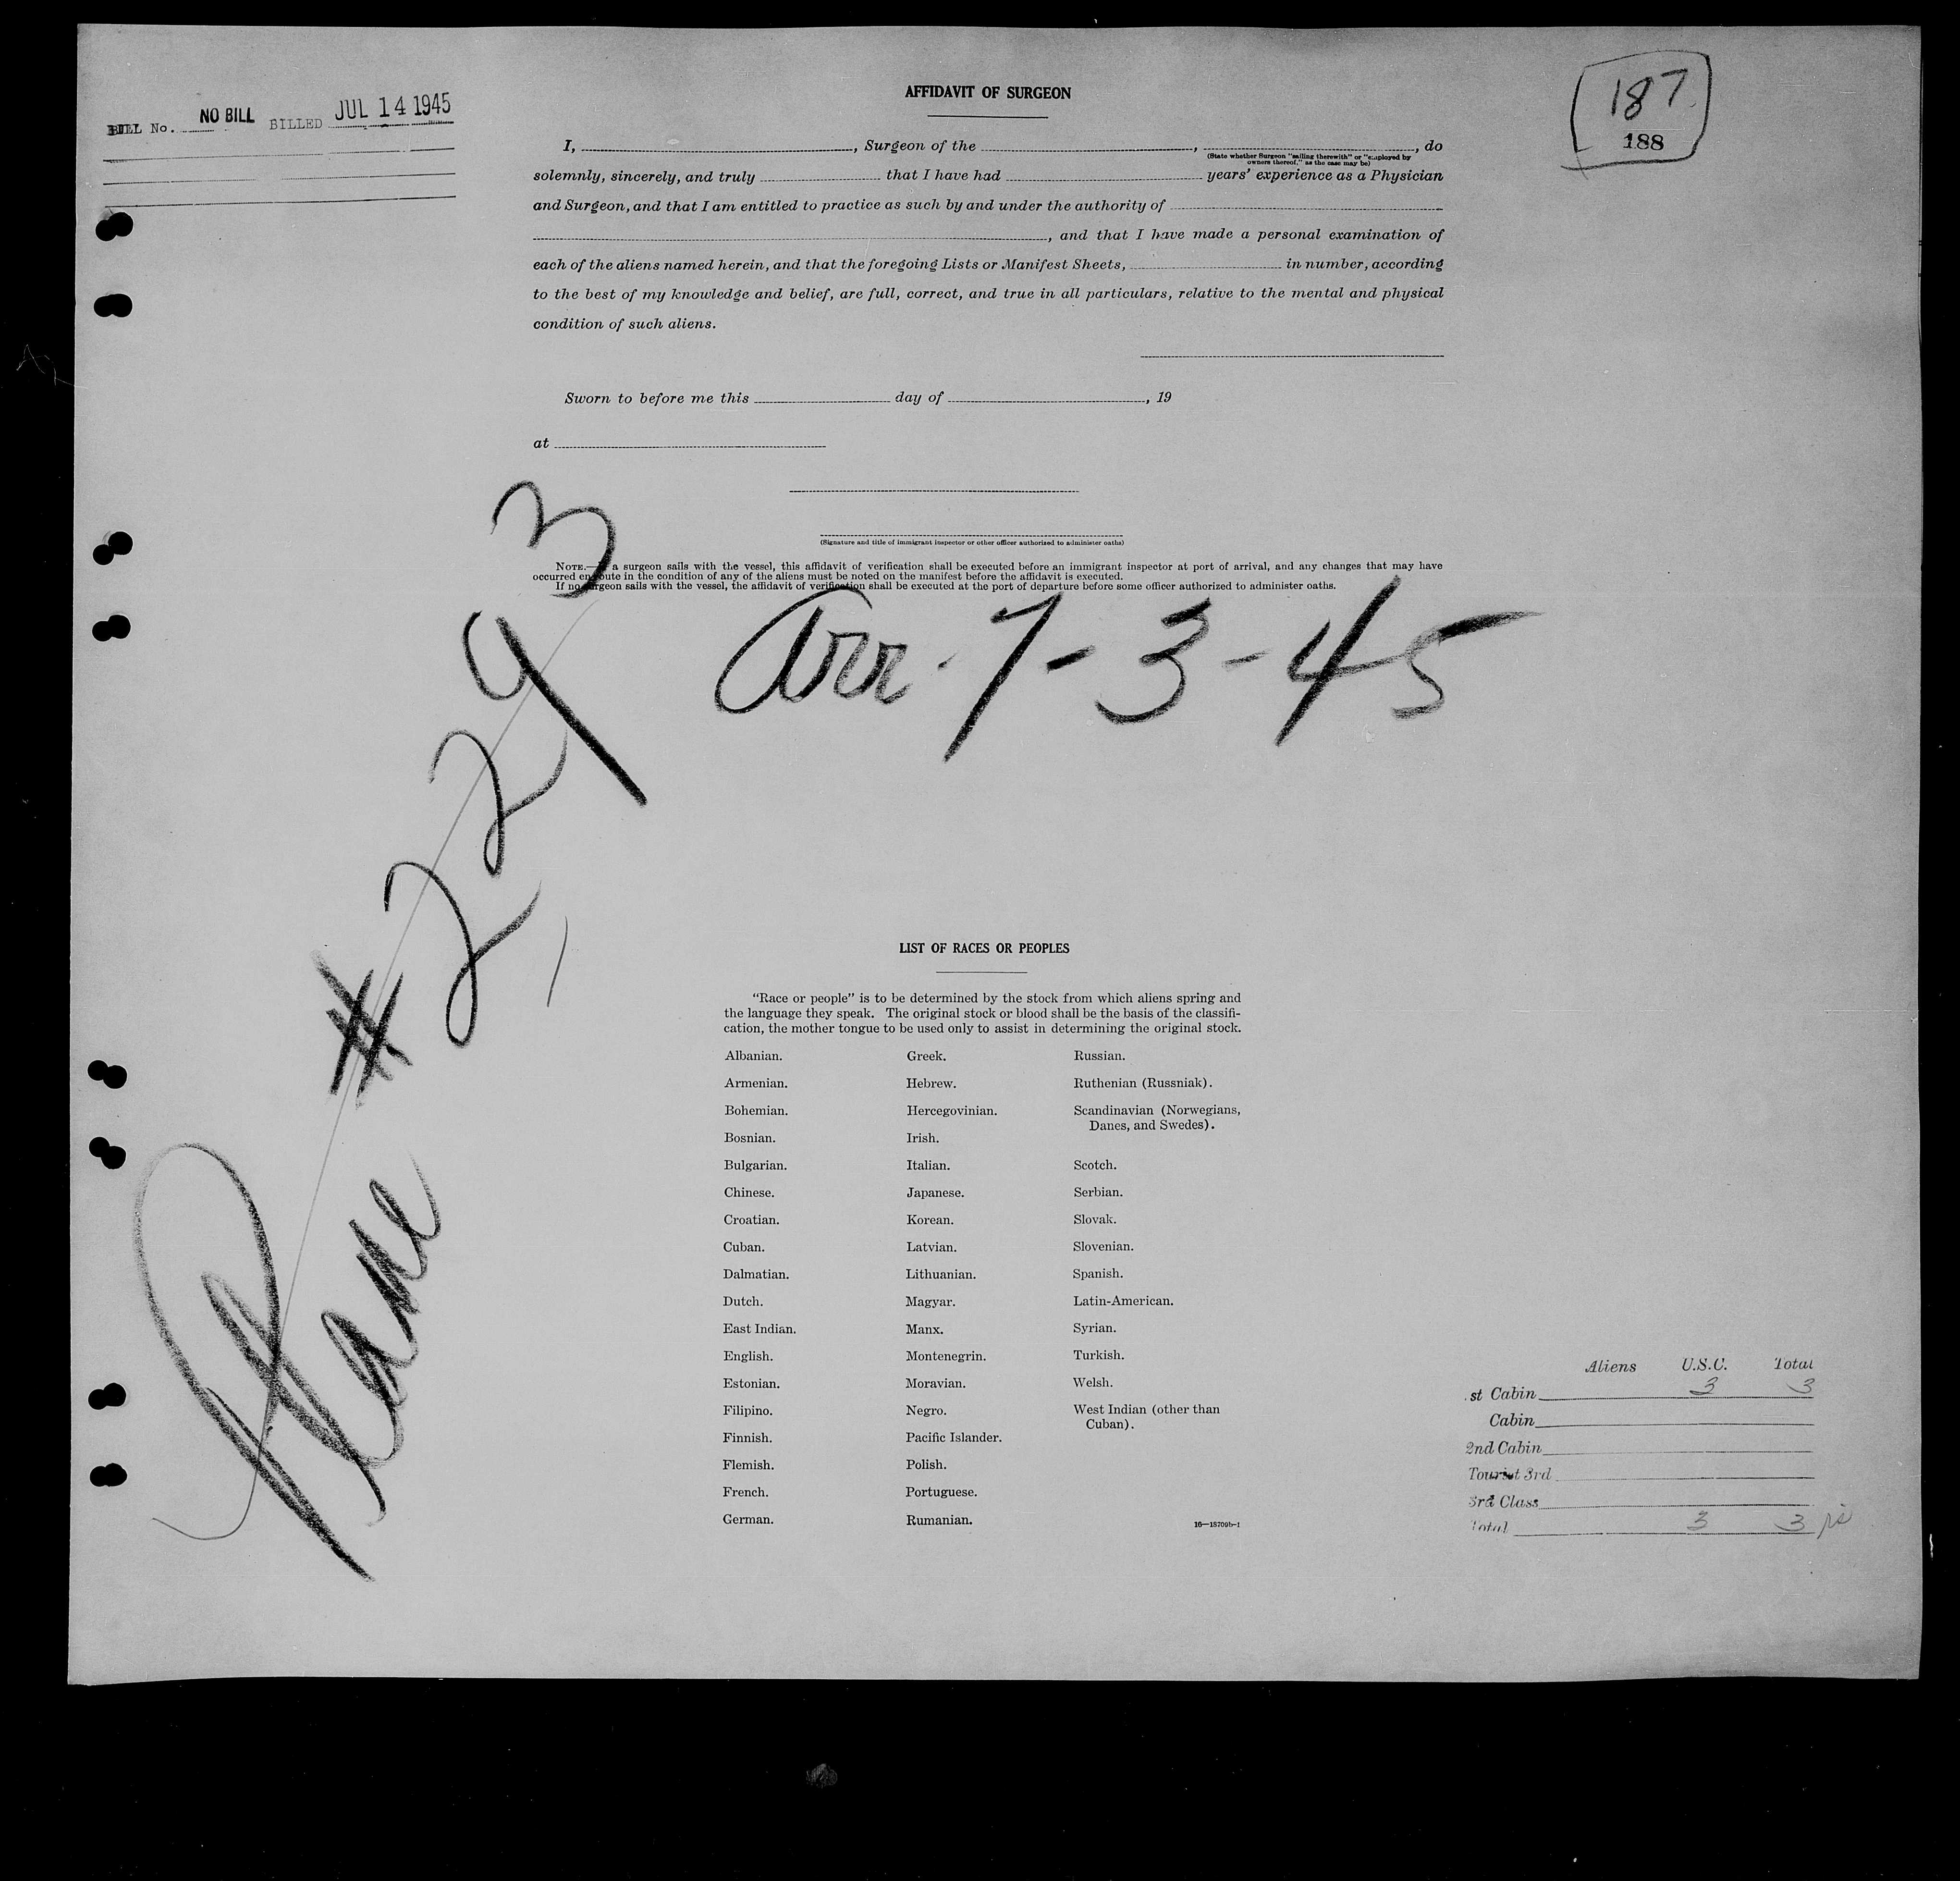 BILL No. NO BILL BILLED JUL 14 1945
187
188
AFFIDAVIT OF SURGEON
I, , Surgeon of the , , do
(State whether Surgeon "sailing therewith" or "employed by
owners thereof," as the case may be)
solemnly, sincerely, and truly that I have had years' experience as a Physician
and Surgeon, and that I am entitled to practice as such by and under the authority of
, and that I have made a personal examination of
each of the aliens named herein, and that the foregoing Lists or Manifest Sheets, in number, according
to the best of my knowledge and belief, are full, correct, and true in all particulars, relative to the mental and physical
condition of such aliens.
Sworn to before me this day of , 19
at
(Signature and title of immigrant inspector or other officer authorized to administer oaths)
NOTE.—If a surgeon sails with the vessel, this affidavit of verification shall be executed before an immigrant inspector at port of arrival, and any changes that may have
occurred en route in the condition of any of the aliens must be noted on the manifest before the affidavit is executed.
If no surgeon sails with the vessel, the affidavit of verification shall be executed at the port of departure before some officer authorized to administer oaths.
Arr. 7-3-45
Plane # 2293
LIST OF RACES OR PEOPLES
"Race or people" is to be determined by the stock from which aliens spring and
the language they speak. The original stock or blood shall be the basis of the classifi-
cation, the mother tongue to be used only to assist in determining the original stock.
Albanian. Greek. Russian.
Armenian. Hebrew. Ruthenian (Russniak).
Bohemian. Hercegovinian. Scandinavian (Norwegians,
Danes, and Swedes).
Bosnian. Irish.
Bulgarian. Italian. Scotch.
Chinese. Japanese. Serbian.
Croatian. Korean. Slovak.
Cuban. Latvian. Slovenian.
Dalmatian. Lithuanian. Spanish.
Dutch. Magyar. Latin-American.
East Indian. Manx. Syrian.
English. Montenegrin. Turkish.
Estonian. Moravian. Welsh.
Filipino. Negro. West Indian (other than
Cuban).
Finnish. Pacific Islander.
Flemish. Polish.
French. Portuguese.
German. Rumanian.
16—18709b-1
Aliens U.S.C. Total
st Cabin 3 3
Cabin
2nd Cabin
Tourist 3rd
3rd Class
Total 3 3